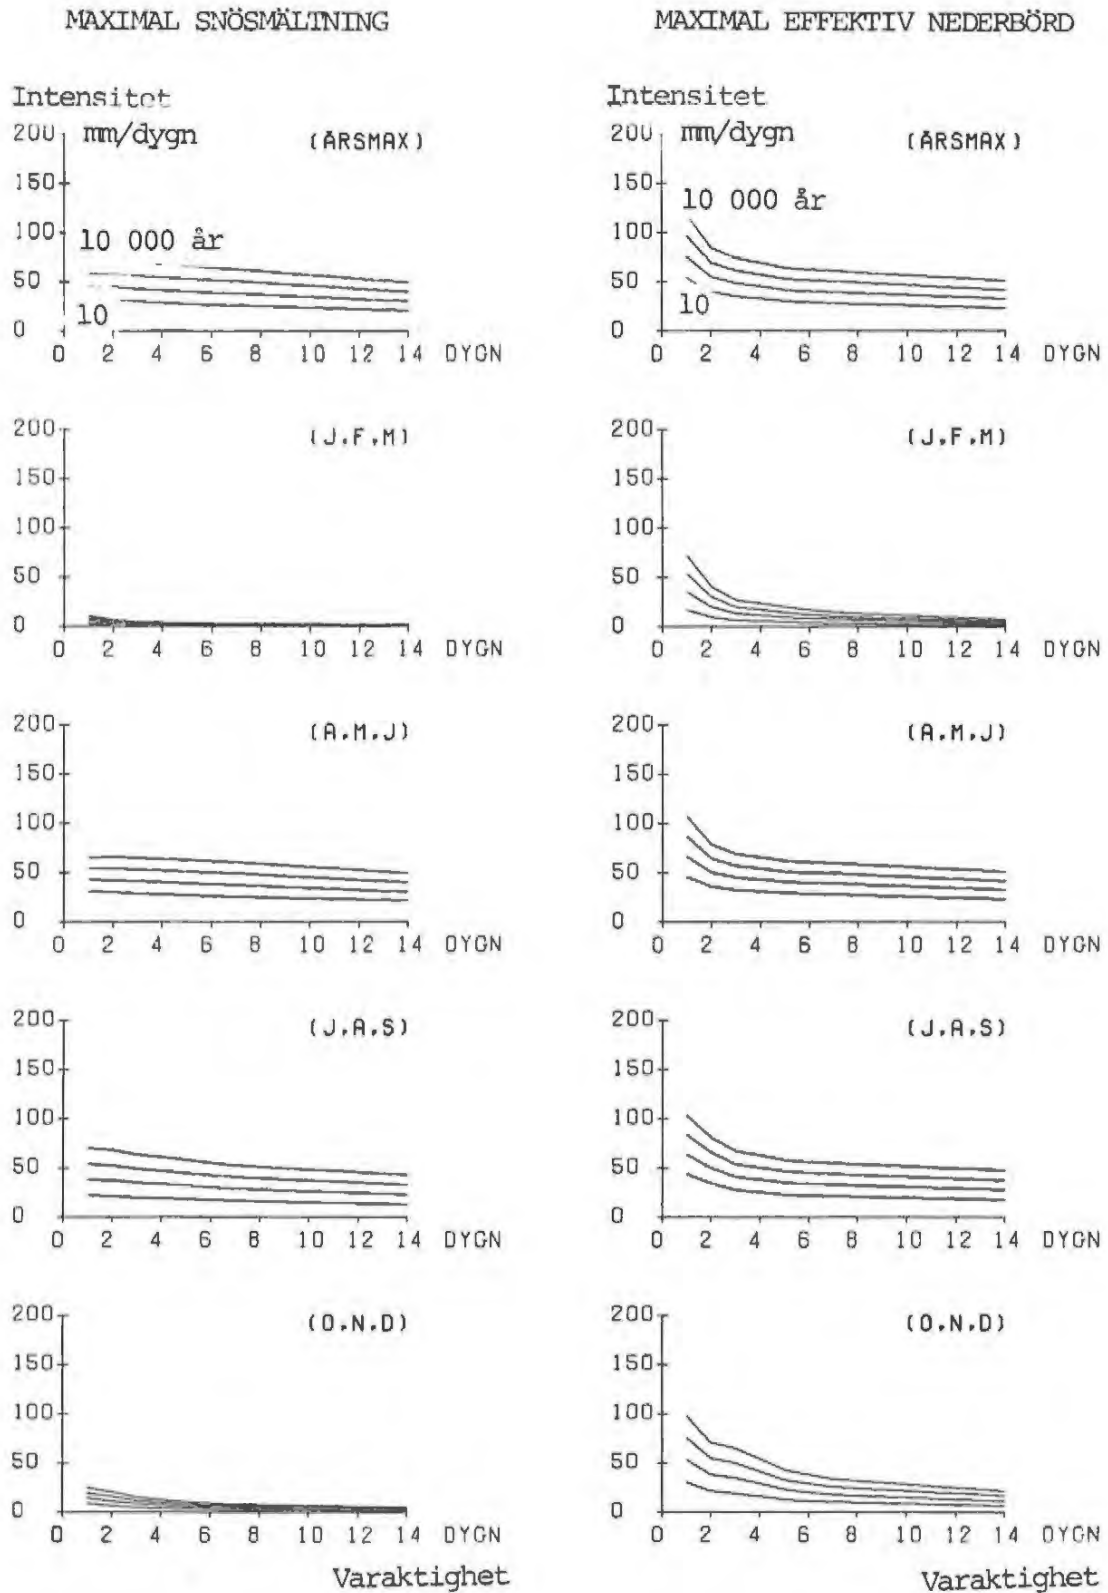 MAXIMAL SNÖSMÄLTNING
MAXIMAL EFFEKTIV NEDERBÖRD
Intensitet
mm/dygn
(ÅRSMAX)
200
150
100
50
0
10 000 år
10
0 2 4 6 8 10 12 14 DYGN
Intensitet
mm/dygn
(ÅRSMAX)
200
150
100
50
0
10 000 år
10
0 2 4 6 8 10 12 14 DYGN
(J,F,M)
200
150
100
50
0
0 2 4 6 8 10 12 14 DYGN
(J,F,M)
200
150
100
50
0
0 2 4 6 8 10 12 14 DYGN
(A,M,J)
200
150
100
50
0
0 2 4 6 8 10 12 14 DYGN
(A,M,J)
200
150
100
50
0
0 2 4 6 8 10 12 14 DYGN
(J,A,S)
200
150
100
50
0
0 2 4 6 8 10 12 14 DYGN
(J,A,S)
200
150
100
50
0
0 2 4 6 8 10 12 14 DYGN
(O,N,D)
200
150
100
50
0
0 2 4 6 8 10 12 14 DYGN
Varaktighet
(O,N,D)
200
150
100
50
0
0 2 4 6 8 10 12 14 DYGN
Varaktighet